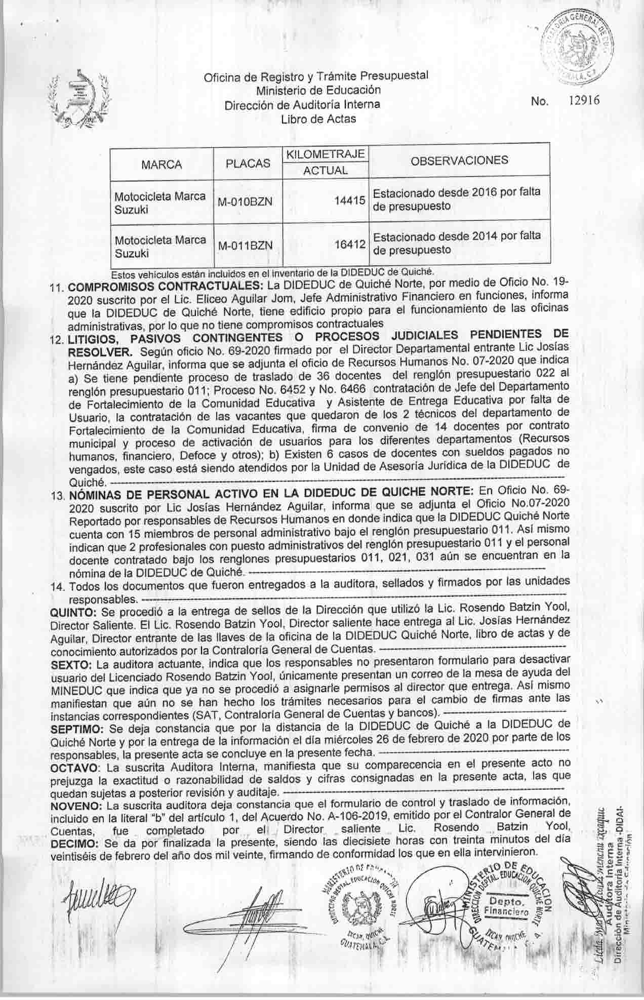 Oficina de Registro y Trámite Presupuestal
Ministerio de Educación
Dirección de Auditoría Interna
Libro de Actas
No. 12916
MARCA PLACAS KILOMETRAJE ACTUAL OBSERVACIONES
Motocicleta Marca Suzuki M-010BZN 14415 Estacionado desde 2016 por falta de presupuesto
Motocicleta Marca Suzuki M-011BZN 16412 Estacionado desde 2014 por falta de presupuesto
Estos vehículos están incluidos en el inventario de la DIDEDUC de Quiché.
11. COMPROMISOS CONTRACTUALES: La DIDEDUC de Quiché Norte, por medio de Oficio No. 19-
2020 suscrito por el Lic. Eliceo Aguilar Jom, Jefe Administrativo Financiero en funciones, informa
que la DIDEDUC de Quiché Norte, tiene edificio propio para el funcionamiento de las oficinas
administrativas, por lo que no tiene compromisos contractuales
12. LITIGIOS, PASIVOS CONTINGENTES O PROCESOS JUDICIALES PENDIENTES DE
RESOLVER. Según oficio No. 69-2020 firmado por el Director Departamental entrante Lic Josías
Hernández Aguilar, informa que se adjunta el oficio de Recursos Humanos No. 07-2020 que indica
a) Se tiene pendiente proceso de traslado de 36 docentes del renglón presupuestario 022 al
renglón presupuestario 011; Proceso No. 6452 y No. 6466 contratación de Jefe del Departamento
de Fortalecimiento de la Comunidad Educativa y Asistente de Entrega Educativa por falta de
Usuario, la contratación de las vacantes que quedaron de los 2 técnicos del departamento de
Fortalecimiento de la Comunidad Educativa, firma de convenio de 14 docentes por contrato
municipal y proceso de activación de usuarios para los diferentes departamentos (Recursos
humanos, financiero, Defoce y otros); b) Existen 6 casos de docentes con sueldos pagados no
vengados, este caso está siendo atendidos por la Unidad de Asesoría Jurídica de la DIDEDUC de
Quiché.
13. NÓMINAS DE PERSONAL ACTIVO EN LA DIDEDUC DE QUICHE NORTE: En Oficio No. 69-
2020 suscrito por Lic Josías Hernández Aguilar, informa que se adjunta el Oficio No.07-2020
Reportado por responsables de Recursos Humanos en donde indica que la DIDEDUC Quiché Norte
cuenta con 15 miembros de personal administrativo bajo el renglón presupuestario 011. Así mismo
indican que 2 profesionales con puesto administrativos del renglón presupuestario 011 y el personal
docente contratado bajo los renglones presupuestarios 011, 021, 031 aún se encuentran en la
nómina de la DIDEDUC de Quiché.
14. Todos los documentos que fueron entregados a la auditora, sellados y firmados por las unidades
responsables.
QUINTO: Se procedió a la entrega de sellos de la Dirección que utilizó la Lic. Rosendo Batzin Yool,
Director Saliente. El Lic. Rosendo Batzin Yool, Director saliente hace entrega al Lic. Josías Hernández
Aguilar, Director entrante de las llaves de la oficina de la DIDEDUC Quiché Norte, libro de actas y de
conocimiento autorizados por la Contraloría General de Cuentas.
SEXTO: La auditora actuante, indica que los responsables no presentaron formulario para desactivar
usuario del Licenciado Rosendo Batzin Yool, únicamente presentan un correo de la mesa de ayuda del
MINEDUC que indica que ya no se procedió a asignarle permisos al director que entrega. Así mismo
manifiestan que aún no se han hecho los trámites necesarios para el cambio de firmas ante las
instancias correspondientes (SAT, Contraloría General de Cuentas y bancos).
SEPTIMO: Se deja constancia que por la distancia de la DIDEDUC de Quiché a la DIDEDUC de
Quiché Norte y por la entrega de la información el día miércoles 26 de febrero de 2020 por parte de los
responsables, la presente acta se concluye en la presente fecha.
OCTAVO: La suscrita Auditora Interna, manifiesta que su comparecencia en el presente acto no
prejuzga la exactitud o razonabilidad de saldos y cifras consignadas en la presente acta, las que
quedan sujetas a posterior revisión y auditaje.
NOVENO: La suscrita auditora deja constancia que el formulario de control y traslado de información,
incluido en la literal "b" del artículo 1, del Acuerdo No. A-106-2019, emitido por el Contralor General de
Cuentas, fue completado por el Director saliente Lic. Rosendo Batzin Yool,
DECIMO: Se da por finalizada la presente, siendo las diecisiete horas con treinta minutos del día
veintiséis de febrero del año dos mil veinte, firmando de conformidad los que en ella intervinieron.
QUICHE NORTE
IXCAN, QUICHE
GUATEMALA, C.A.
MINISTERIO DE EDUCACION
DIRECCIÓN DEPTAL. EDUCACION QUICHE NORTE
Depto.
Financiero
IXCAN QUICHE
Licda.
Auditora Interna
Dirección de Auditoría Interna -DIDAI-
Ministerio de Educación